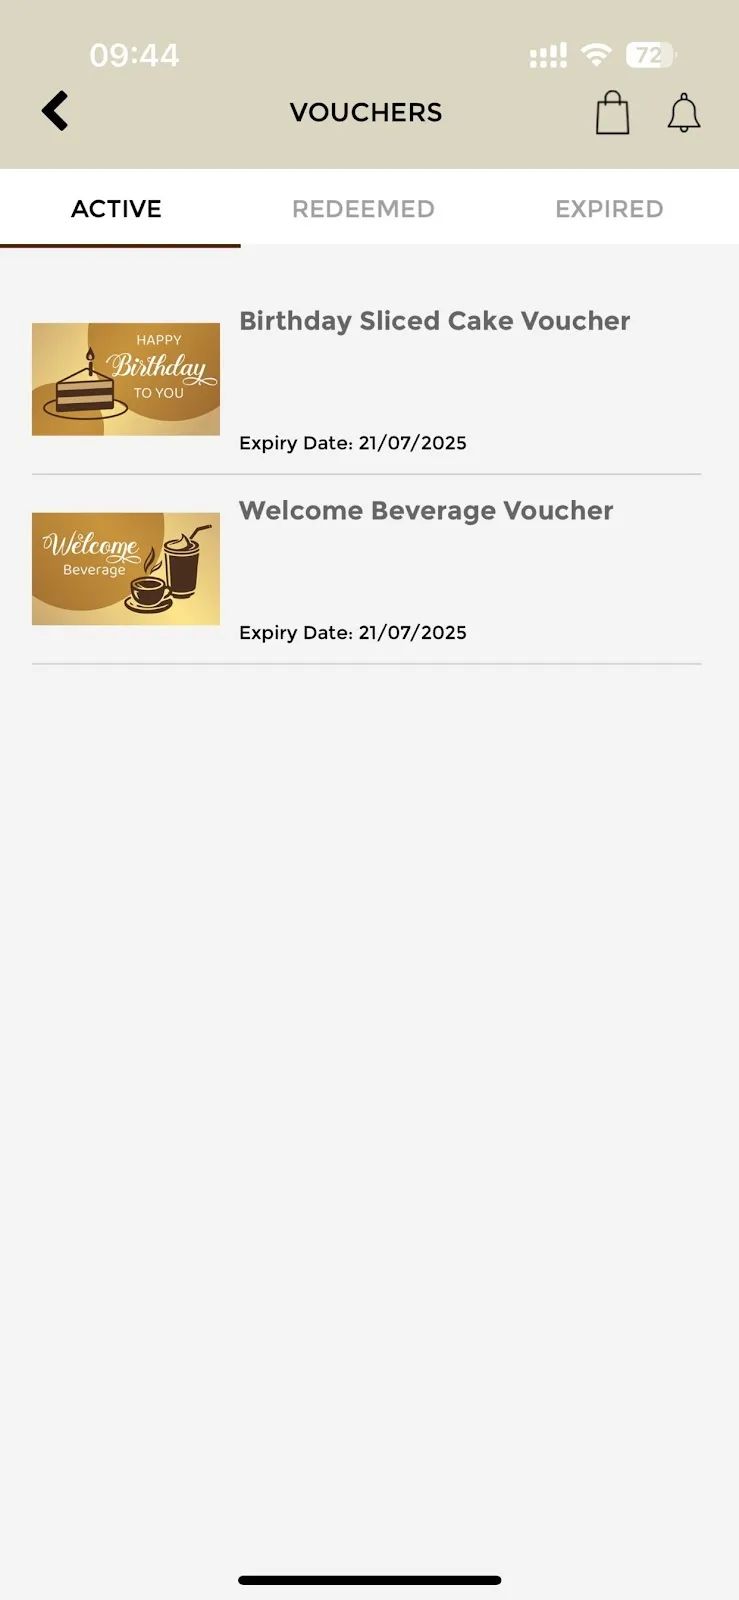 09:44
72
VOUCHERS
ACTIVE
REDEEMED
EXPIRED
Birthday Sliced Cake Voucher
HAPPY
Birthday
TO YOU
Expiry Date: 21/07/2025
Welcome Beverage Voucher
Welcome
Beverage
Expiry Date: 21/07/2025